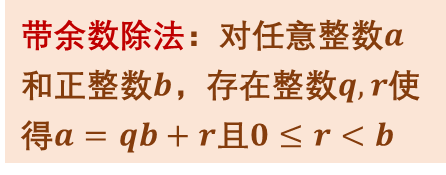 带余数除法：对任意整数a
和正整数b，存在整数q,r使
得a = qb + r且0 ≤ r < b